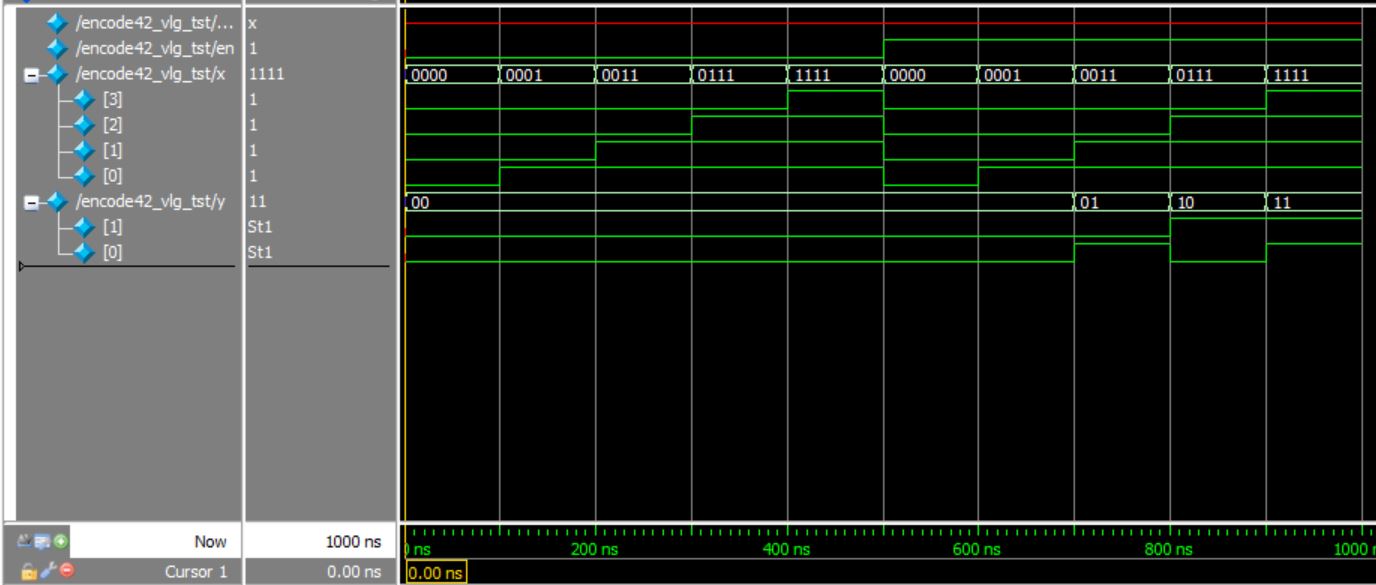 /encode42_vlg_tst/... x
/encode42_vlg_tst/en 1
/encode42_vlg_tst/x 1111 0000 0001 0011 0111 1111 0000 0001 0011 0111 1111
[3] 1
[2] 1
[1] 1
[0] 1
/encode42_vlg_tst/y 11 00 01 10 11
[1] St1
[0] St1
Now 1000 ns ns 200 ns 400 ns 600 ns 800 ns 1000
Cursor 1 0.00 ns 0.00 ns